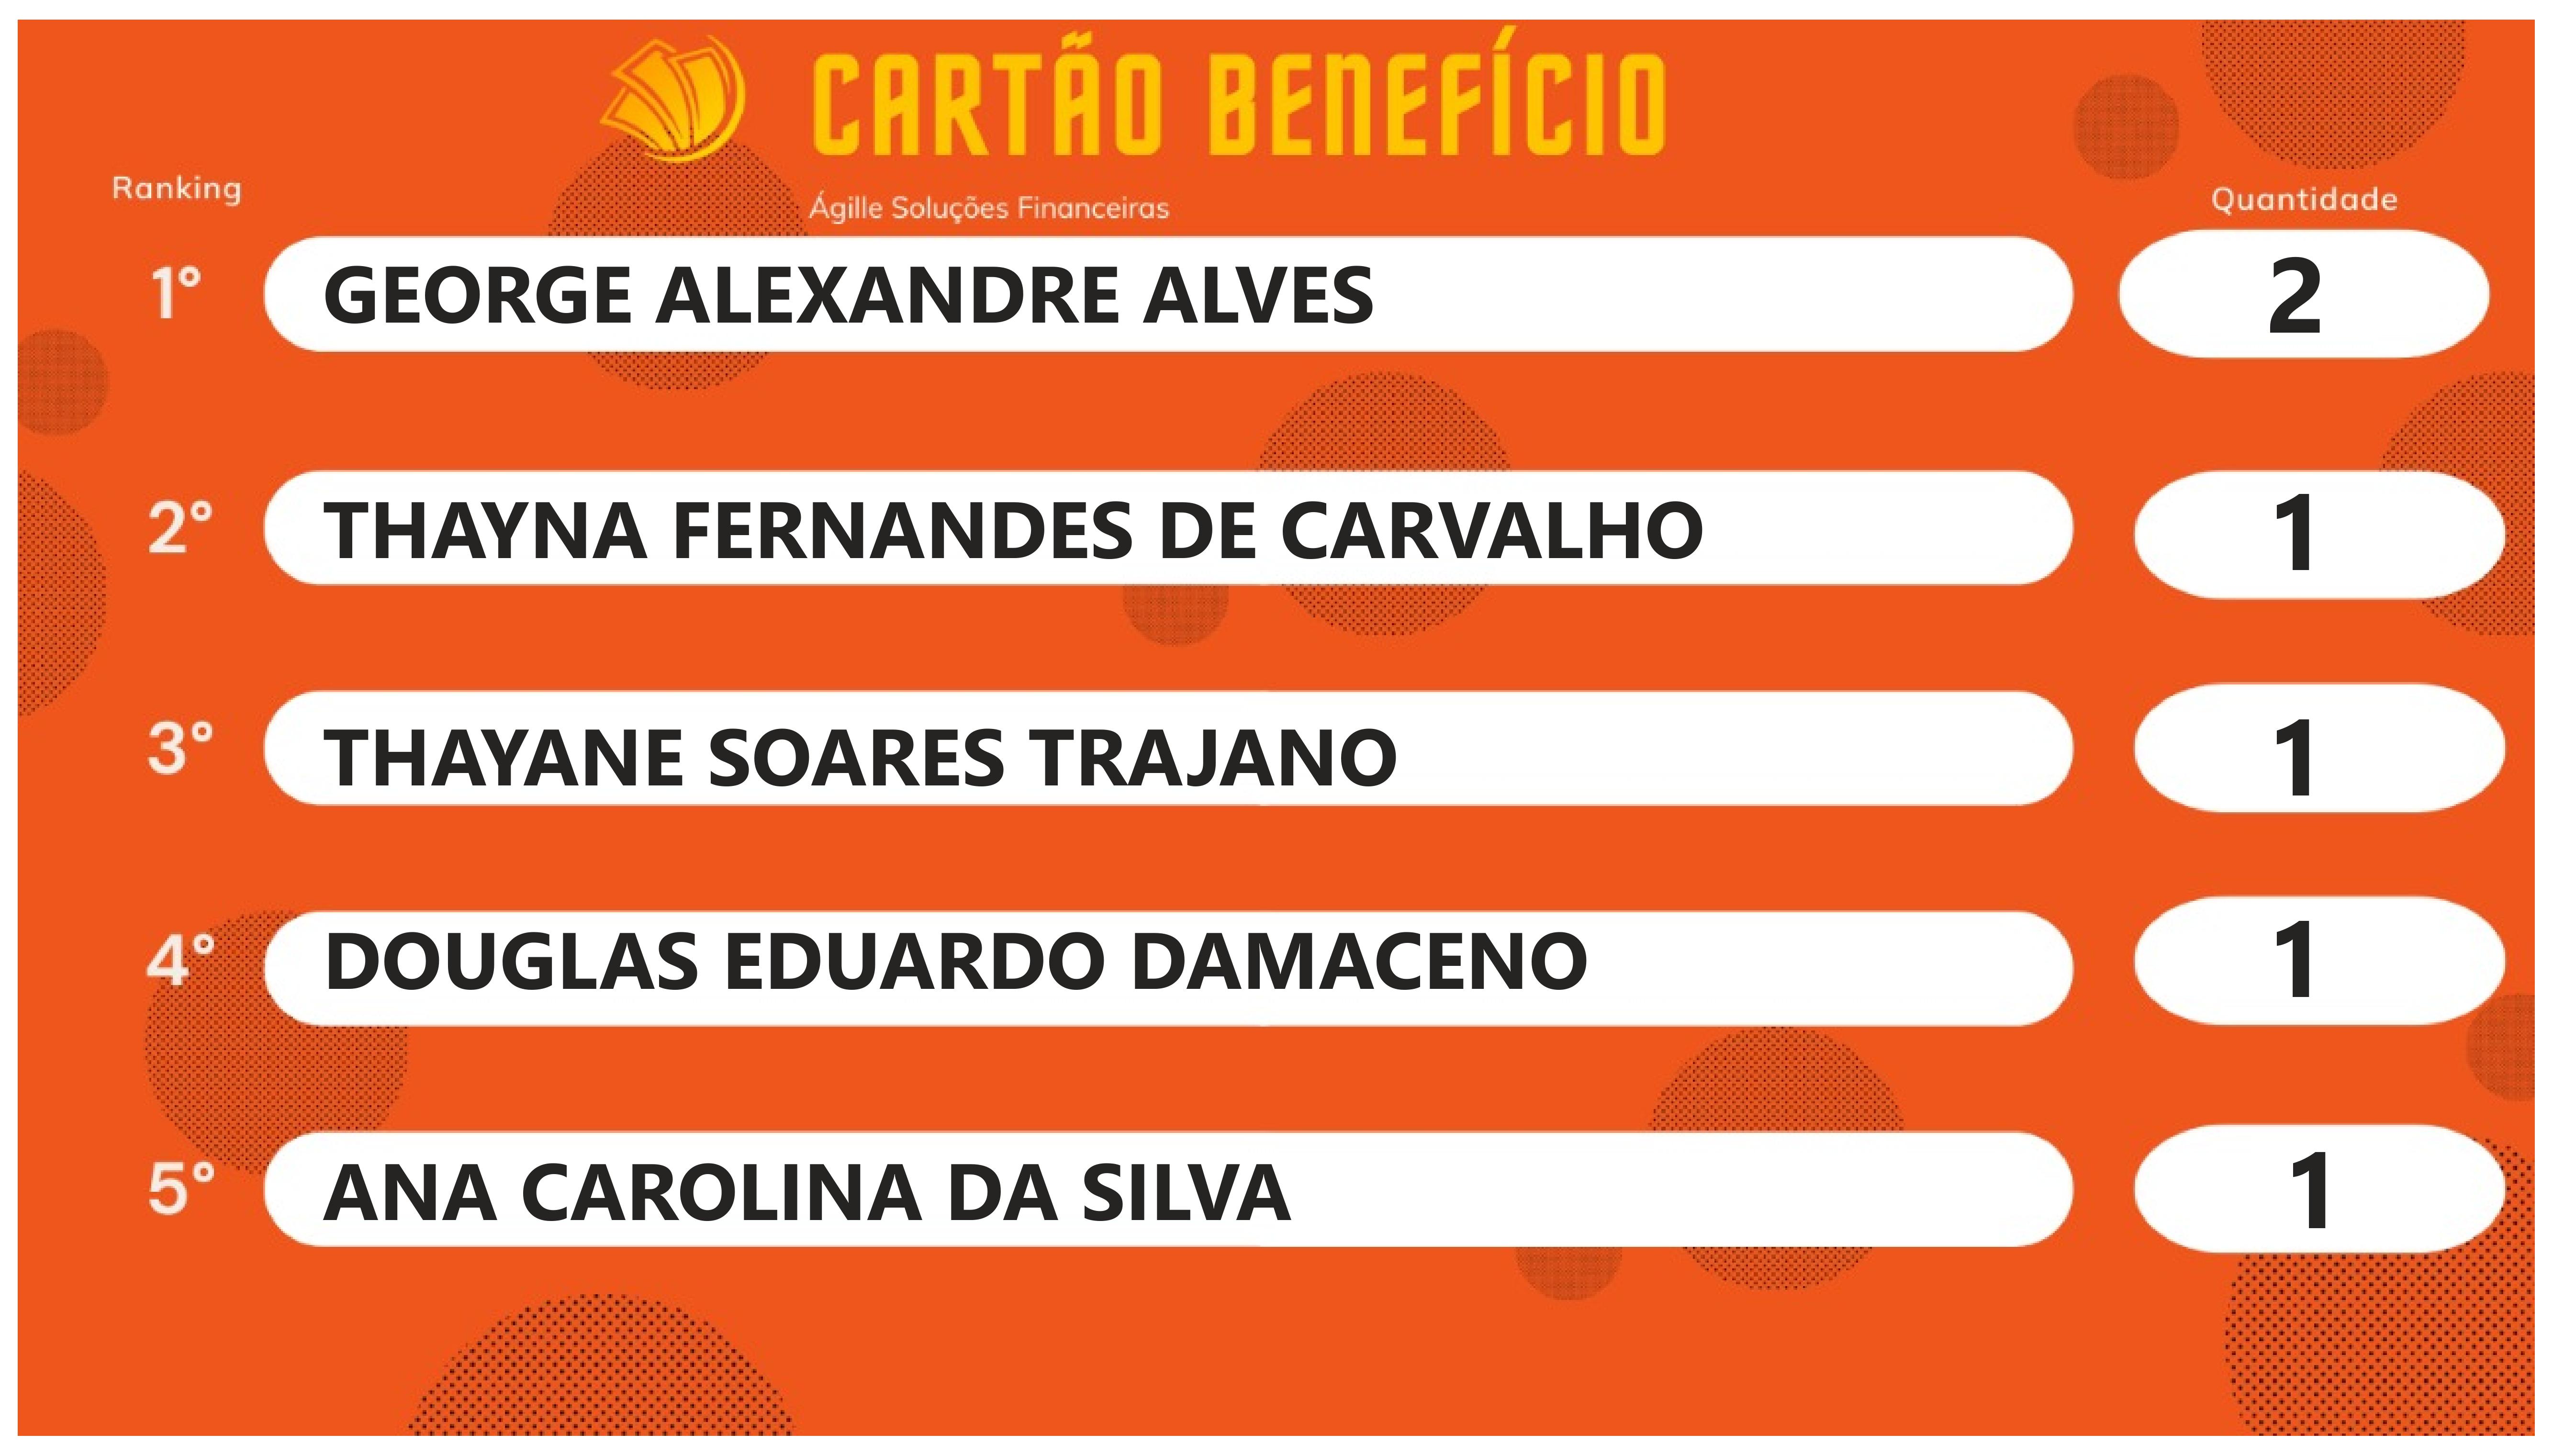 CARTÃO BENEFÍCIO
Ranking
Ágille Soluções Financeiras
Quantidade
1° GEORGE ALEXANDRE ALVES 2
2° THAYNA FERNANDES DE CARVALHO 1
3° THAYANE SOARES TRAJANO 1
4° DOUGLAS EDUARDO DAMACENO 1
5° ANA CAROLINA DA SILVA 1